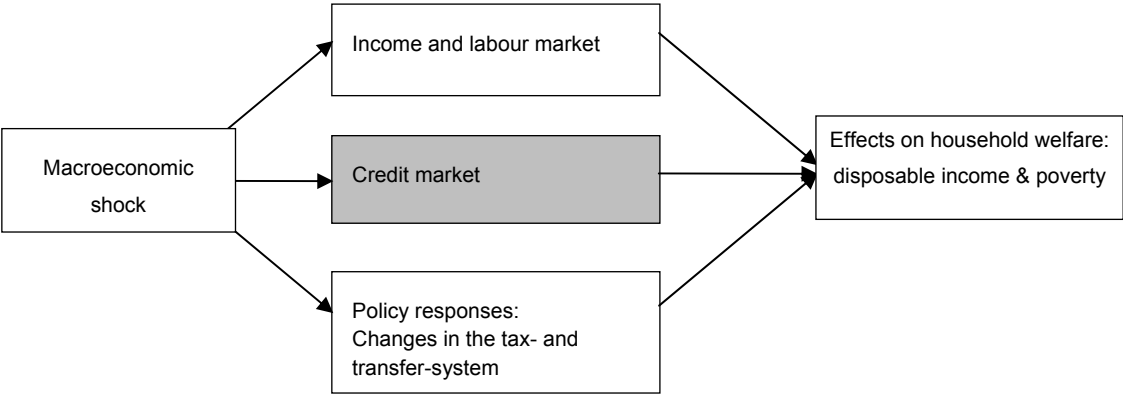 Income and labour market
Macroeconomic
shock
Credit market
Policy responses:
Changes in the tax- and
transfer-system
Effects on household welfare:
disposable income & poverty